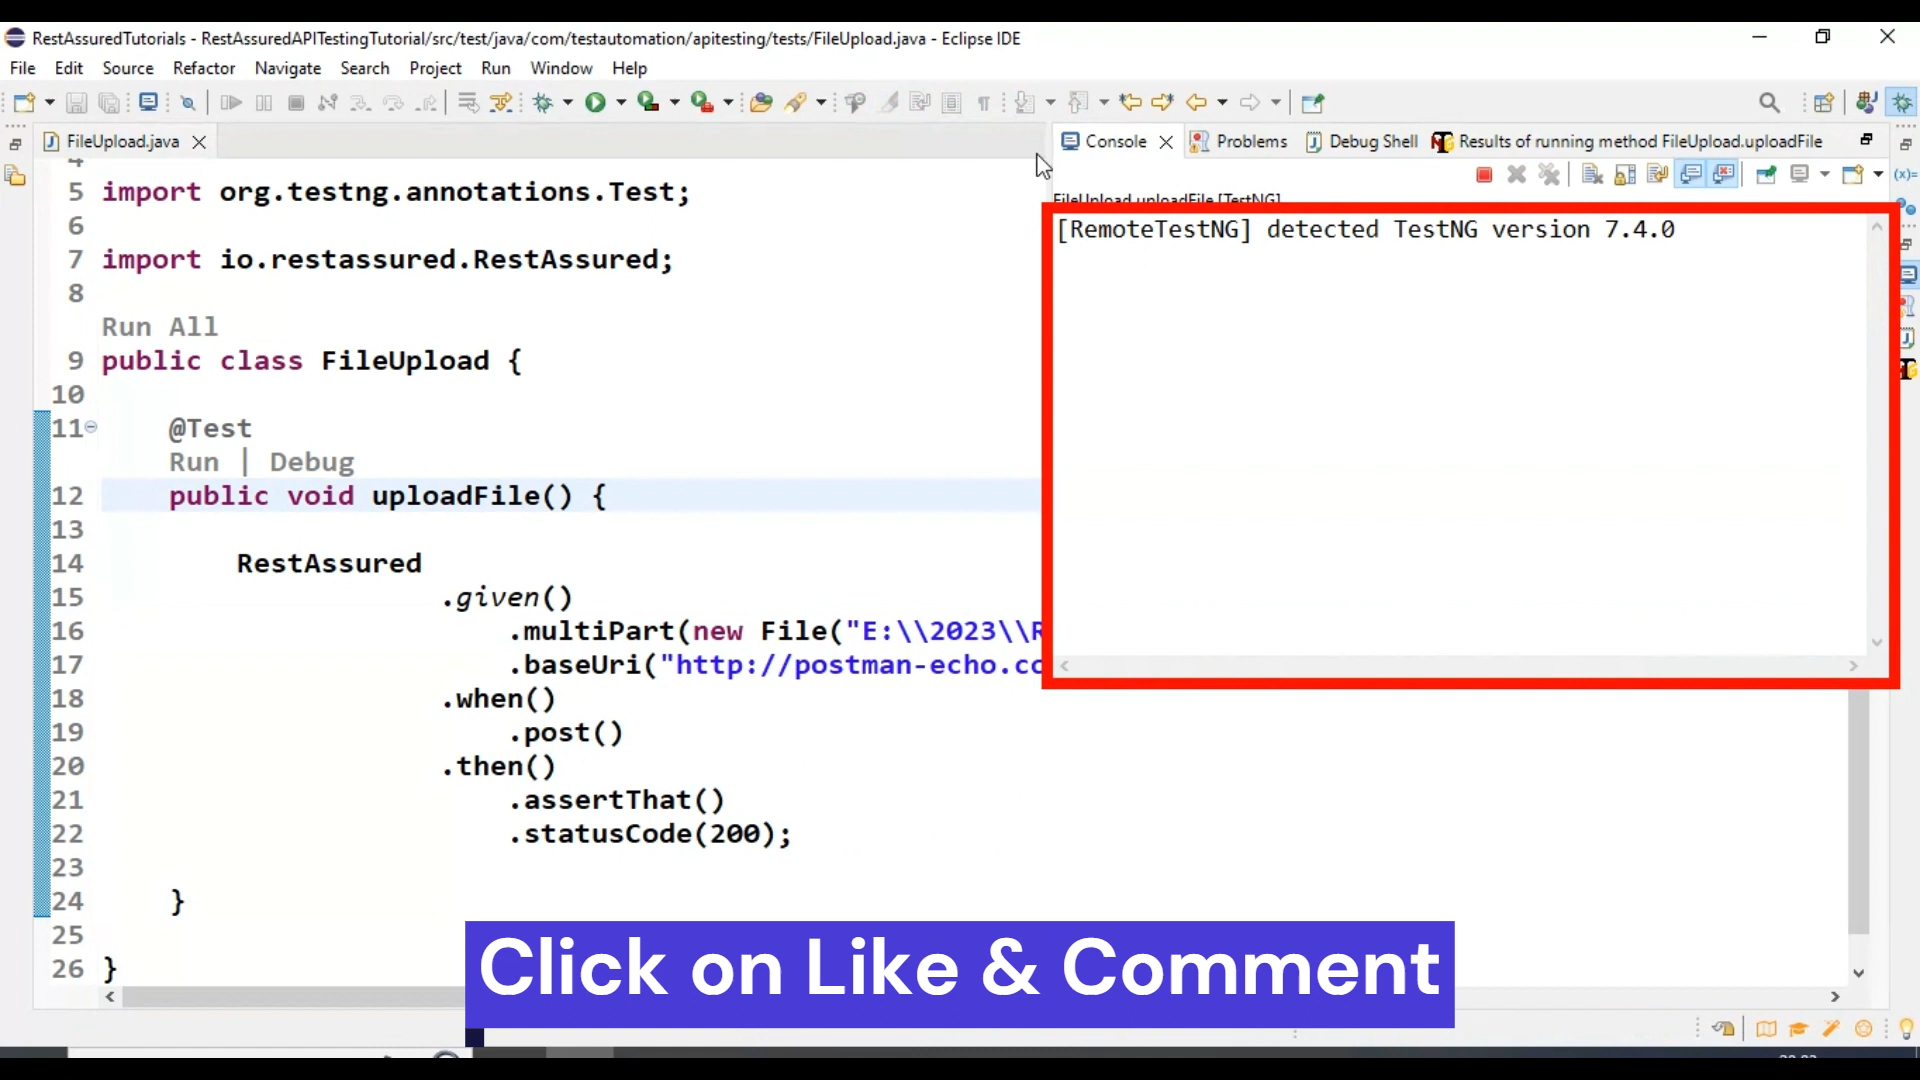 RestAssuredTutorials - RestAssuredAPITestingTutorial/src/test/java/com/testautomation/apitesting/tests/FileUpload.java - Eclipse IDE
File Edit Source Refactor Navigate Search Project Run Window Help
FileUpload.java
Console Problems Debug Shell Results of running method FileUpload.uploadFile
FileUpload.uploadFile [TestNG]
[RemoteTestNG] detected TestNG version 7.4.0
4
5 import org.testng.annotations.Test;
6
7 import io.restassured.RestAssured;
8
Run All
9 public class FileUpload {
10
11 @Test
Run | Debug
12 public void uploadFile() {
13
14 RestAssured
15 .given()
16 .multiPart(new File("E:\\2023\\R
17 .baseUri("http://postman-echo.co
18 .when()
19 .post()
20 .then()
21 .assertThat()
22 .statusCode(200);
23
24 }
25
26 }
Click on Like & Comment